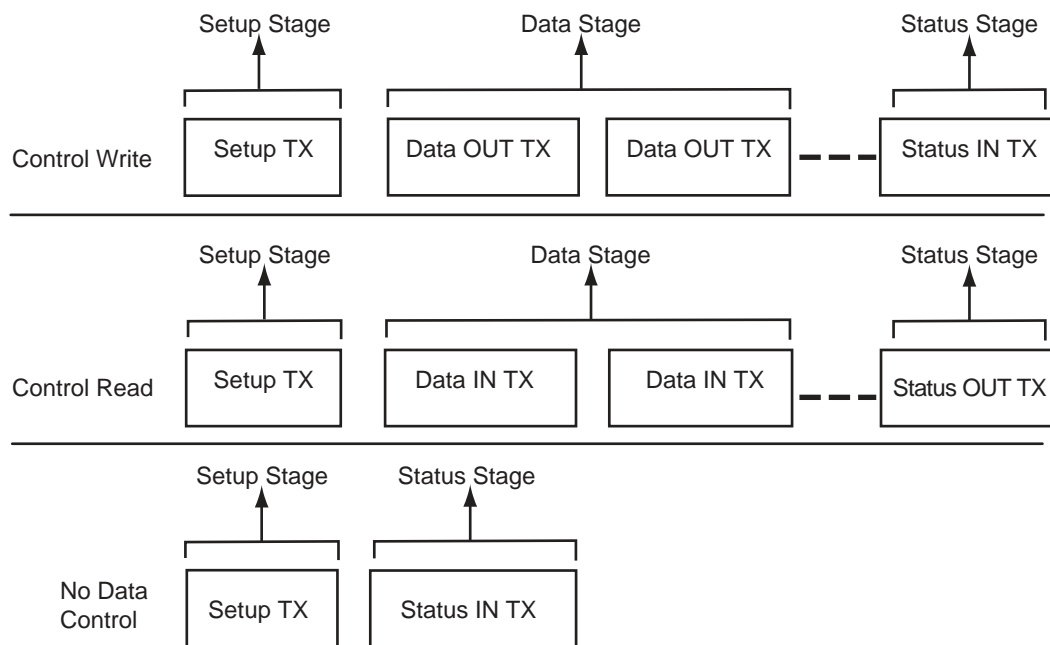 Setup Stage
Data Stage
Status Stage
Control Write
Setup TX
Data OUT TX
Data OUT TX
Status IN TX
Setup Stage
Data Stage
Status Stage
Control Read
Setup TX
Data IN TX
Data IN TX
Status OUT TX
Setup Stage
Status Stage
No Data
Control
Setup TX
Status IN TX